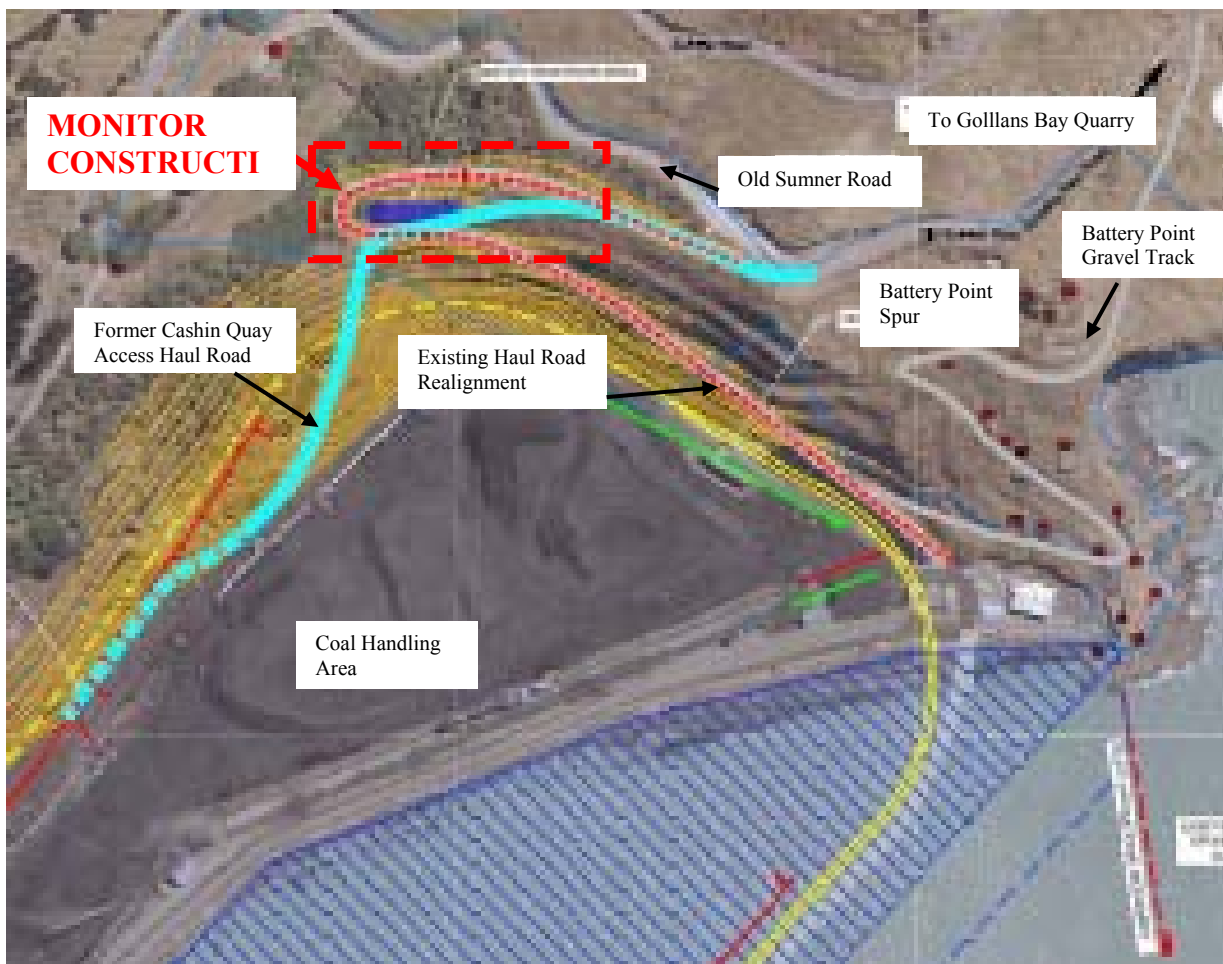 MONITOR
CONSTRUCTI
To Golllans Bay Quarry
Old Sumner Road
Battery Point
Gravel Track
Battery Point
Spur
Former Cashin Quay
Access Haul Road
Existing Haul Road
Realignment
Coal Handling
Area